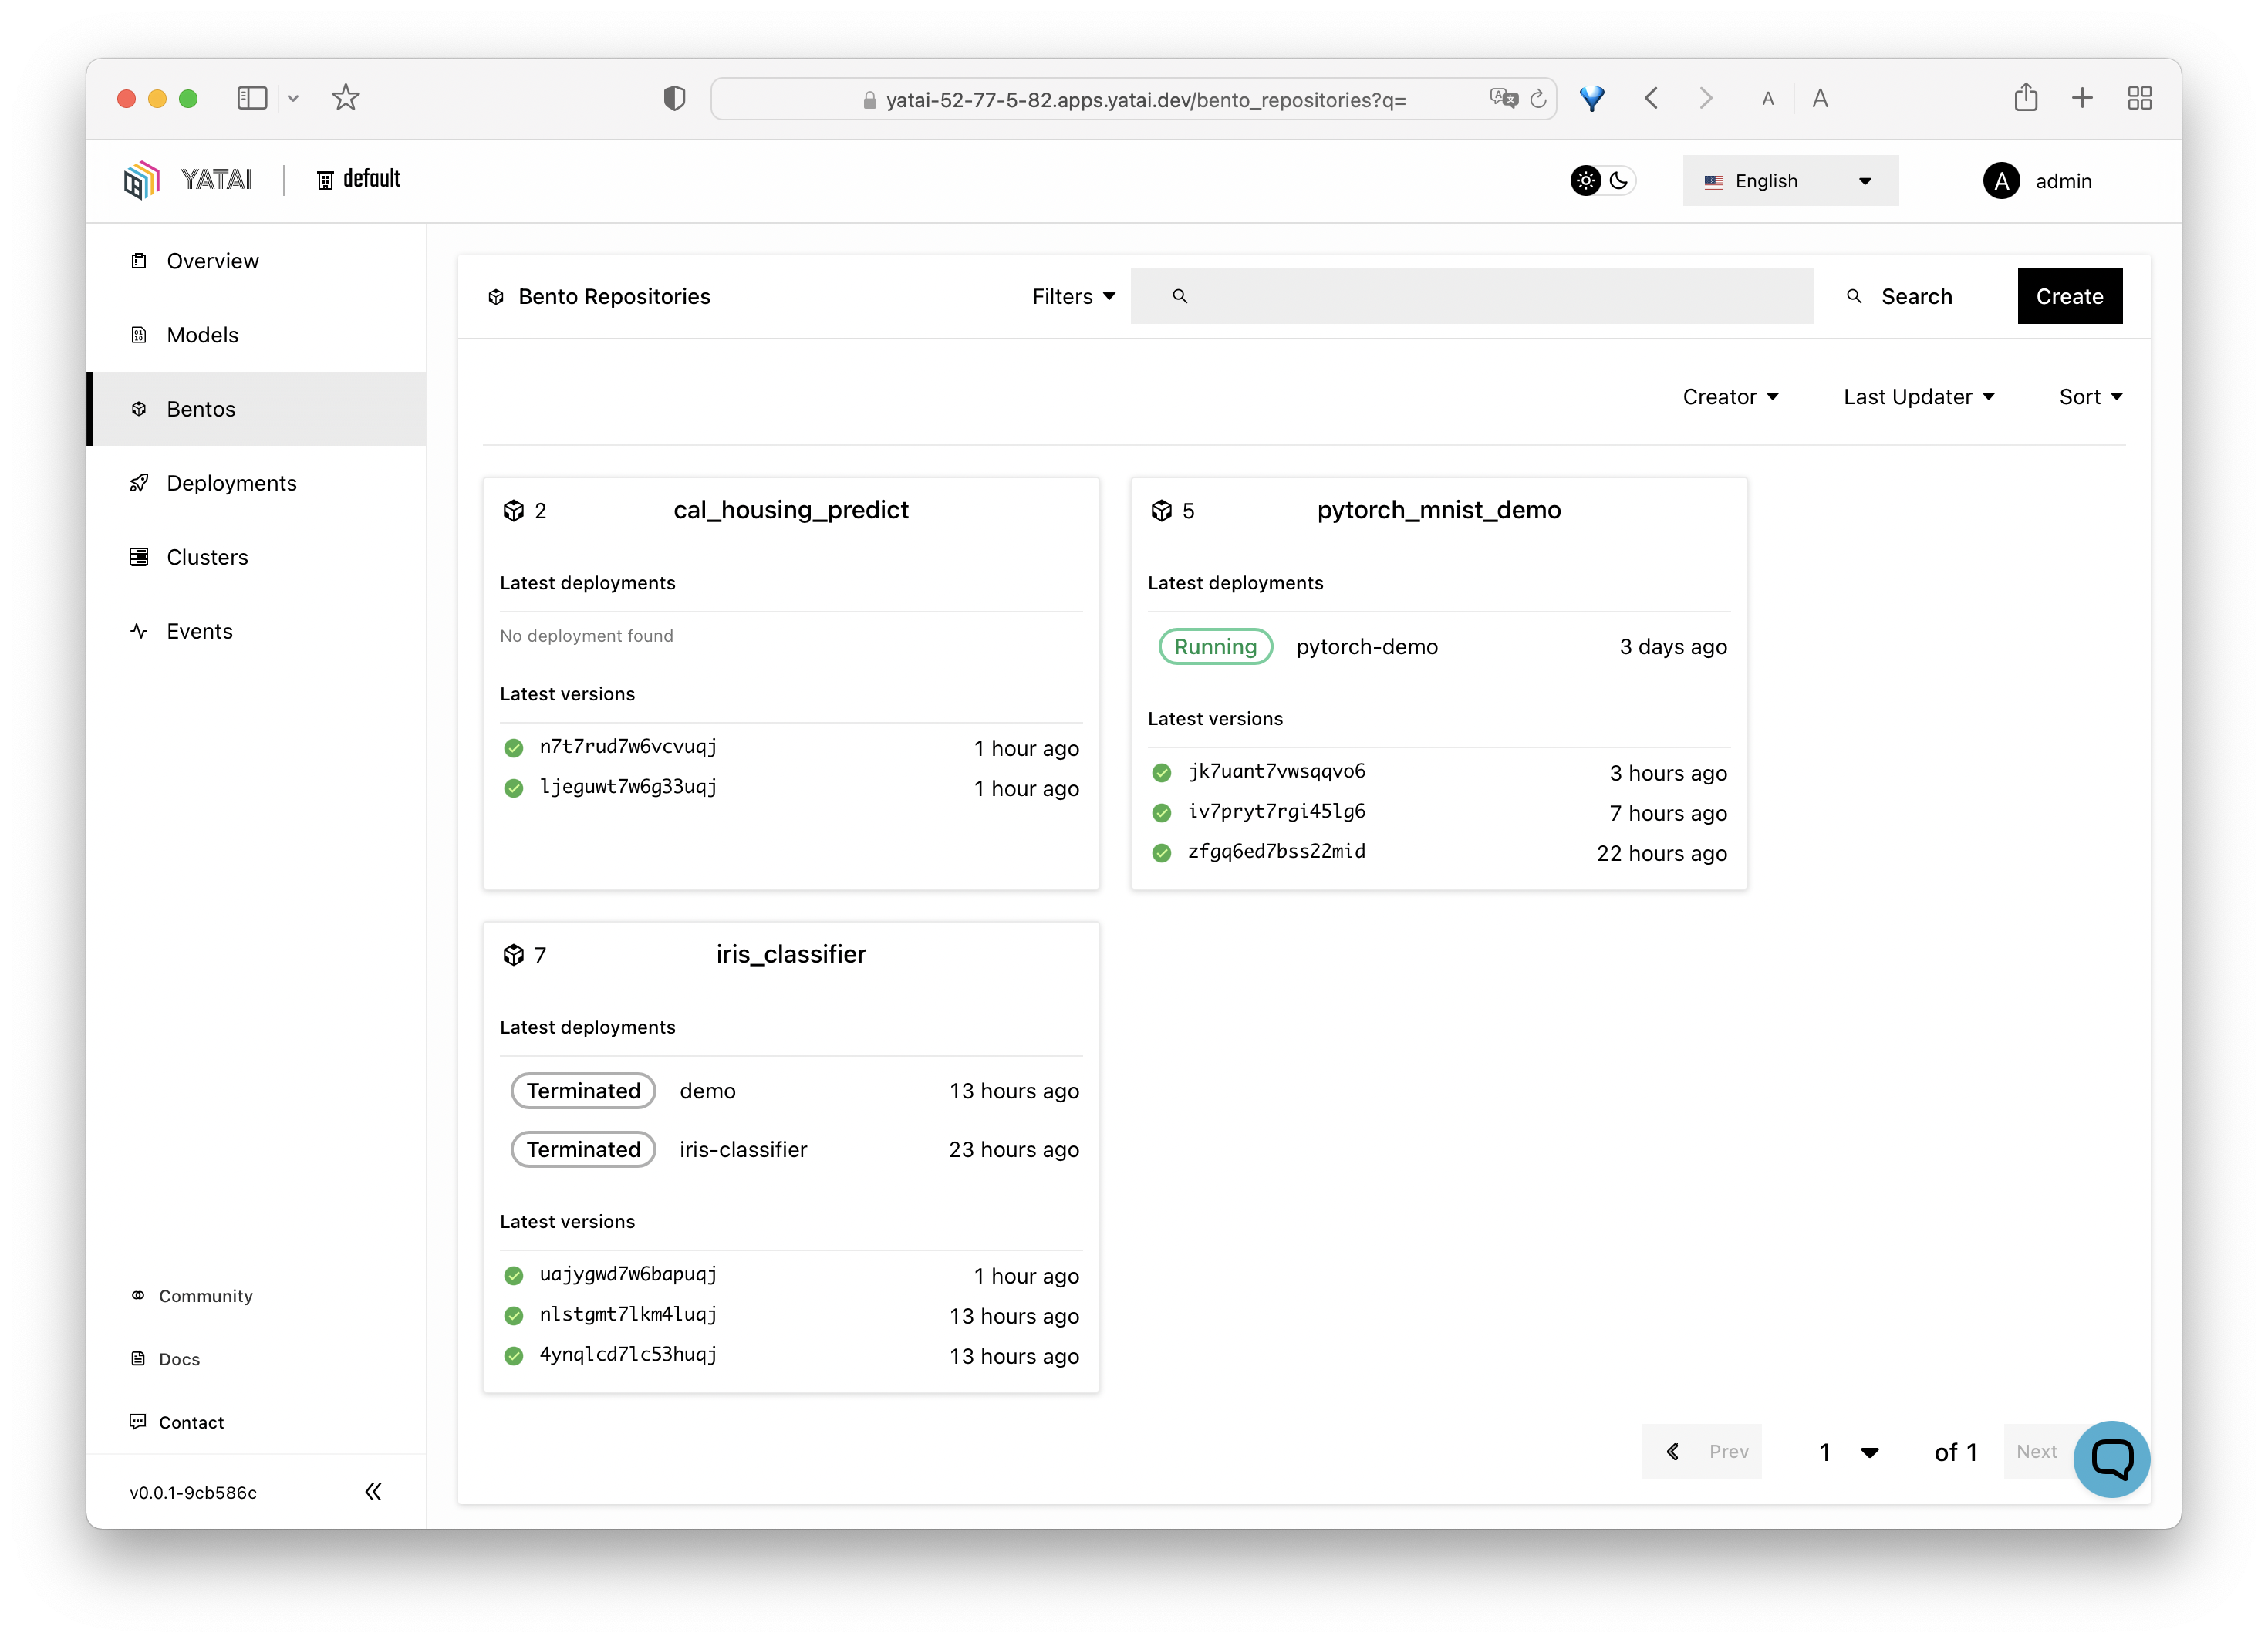 yatai-52-77-5-82.apps.yatai.dev/bento_repositories?q=
A A
YATAI default
English
A admin
Overview
Models
Bentos
Deployments
Clusters
Events
Community
Docs
Contact
v0.0.1-9cb586c
Bento Repositories
Filters
Search
Create
Creator
Last Updater
Sort
2 cal_housing_predict
Latest deployments
No deployment found
Latest versions
n7t7rud7w6vcvuqj 1 hour ago
ljeguwt7w6g33uqj 1 hour ago
5 pytorch_mnist_demo
Latest deployments
Running pytorch-demo 3 days ago
Latest versions
jk7uant7vwsqqvo6 3 hours ago
iv7pryt7rgi45lg6 7 hours ago
zfgq6ed7bss22mid 22 hours ago
7 iris_classifier
Latest deployments
Terminated demo 13 hours ago
Terminated iris-classifier 23 hours ago
Latest versions
uajygwd7w6bapuqj 1 hour ago
nlstgmt7lkm4luqj 13 hours ago
4ynqlcd7lc53huqj 13 hours ago
Prev 1 of 1 Next